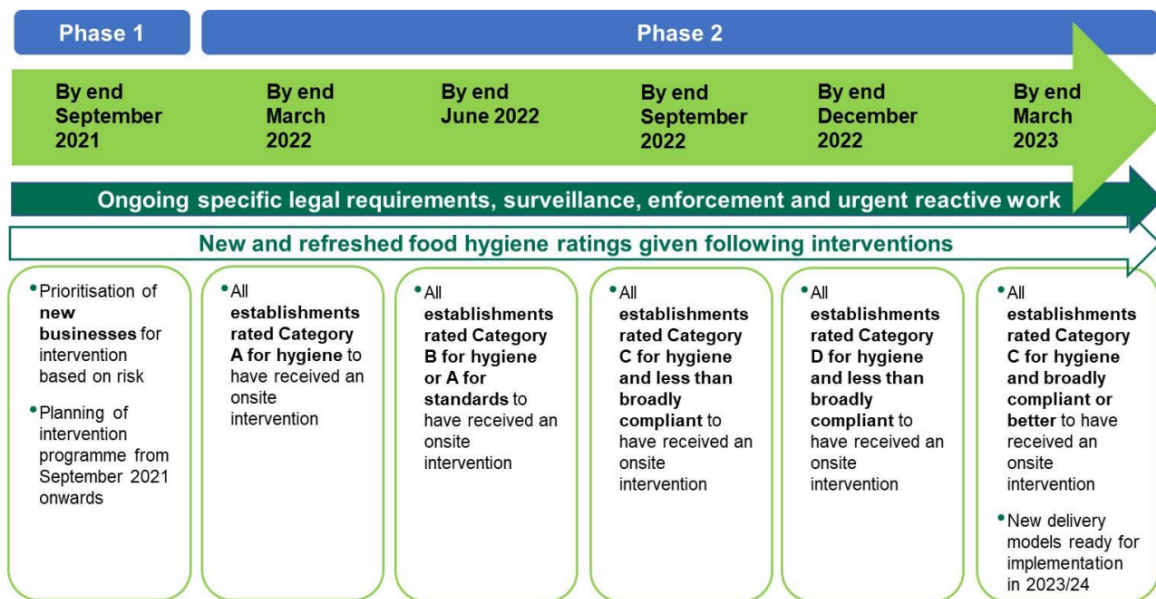 Phase 1
Phase 2
By end
September
2021
By end
March
2022
By end
June 2022
By end
September
2022
By end
December
2022
By end
March
2023
Ongoing specific legal requirements, surveillance, enforcement and urgent reactive work
New and refreshed food hygiene ratings given following interventions
•Prioritisation of
new
businesses for
intervention
based on risk
•Planning of
intervention
programme from
September 2021
onwards
•All
establishments
rated Category
A for hygiene to
have received an
onsite
intervention
•All
establishments
rated Category
B for hygiene
or A for
standards to
have received an
onsite
intervention
•All
establishments
rated Category
C for hygiene
and less than
broadly
compliant to
have received an
onsite
intervention
•All
establishments
rated Category
D for hygiene
and less than
broadly
compliant to
have received an
onsite
intervention
•All
establishments
rated Category
C for hygiene
and broadly
compliant or
better to have
received an
onsite
intervention
•New delivery
models ready for
implementation
in 2023/24